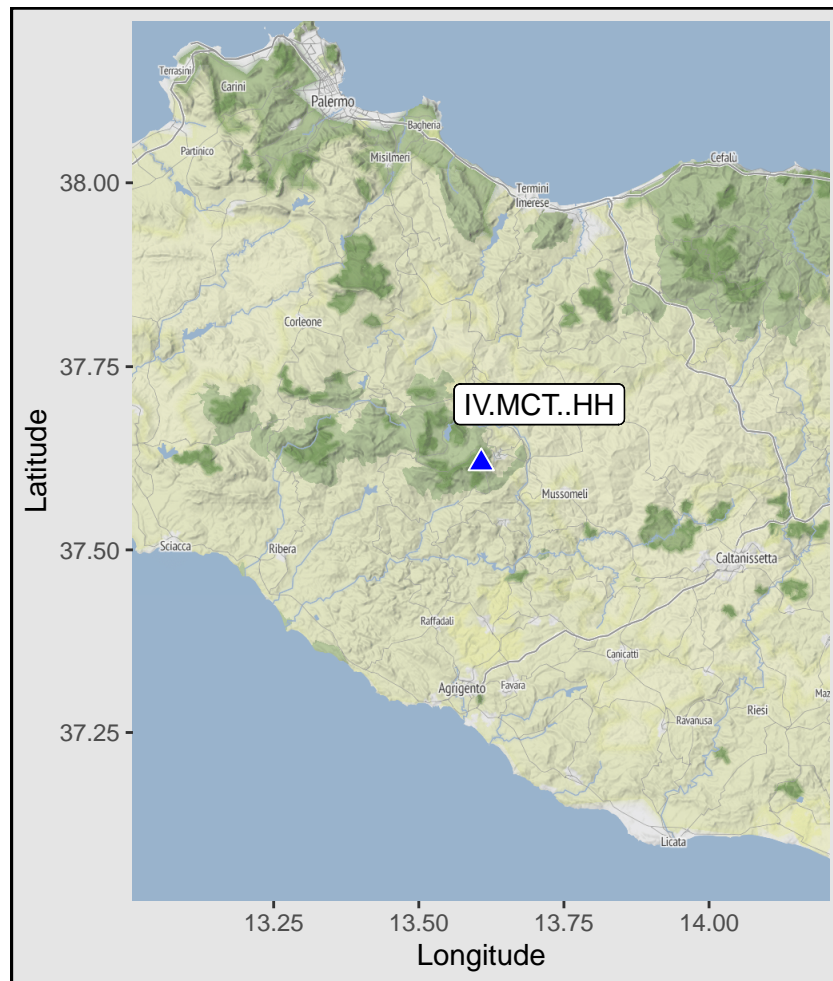 Terrasini
Carini
Palermo
Bagheria
Partinico
Misilmeri
Cefalù
38.00
Termini
Imerese
Corleone
37.75
IV.MCT..HH
Mussomeli
37.50
Sciacca
Ribera
Caltanissetta
Raffadali
Canicattì
Agrigento
Favara
Maz
37.25
Ravanusa
Riesi
Licata
13.25
13.50
13.75
14.00
Longitude
Latitude